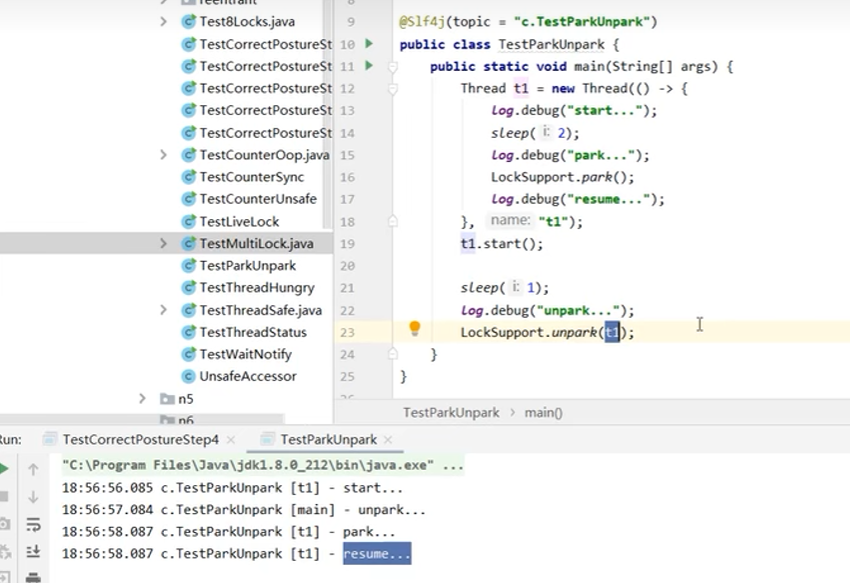 reentrant
Test8Locks.java
TestCorrectPostureSt
TestCorrectPostureSt
TestCorrectPostureSt
TestCorrectPostureSt
TestCorrectPostureSt
TestCounterOop.java
TestCounterSync
TestCounterUnsafe
TestLiveLock
TestMultiLock.java
TestParkUnpark
TestThreadHungry
TestThreadSafe.java
TestThreadStatus
TestWaitNotify
UnsafeAccessor
n5
n6
8
9 @Slf4j(topic = "c.TestParkUnpark")
10 public class TestParkUnpark {
11 public static void main(String[] args) {
12 Thread t1 = new Thread(() -> {
13 log.debug("start...");
14 sleep( i: 2);
15 log.debug("park...");
16 LockSupport.park();
17 log.debug("resume...");
18 }, name: "t1");
19 t1.start();
20
21 sleep( i: 1);
22 log.debug("unpark...");
23 LockSupport.unpark(t1);
24 }
25 }
TestParkUnpark › main()
Run: TestCorrectPostureStep4 × TestParkUnpark ×
"C:\Program Files\Java\jdk1.8.0_212\bin\java.exe" ...
18:56:56.085 c.TestParkUnpark [t1] - start...
18:56:57.084 c.TestParkUnpark [main] - unpark...
18:56:58.087 c.TestParkUnpark [t1] - park...
18:56:58.087 c.TestParkUnpark [t1] - resume...